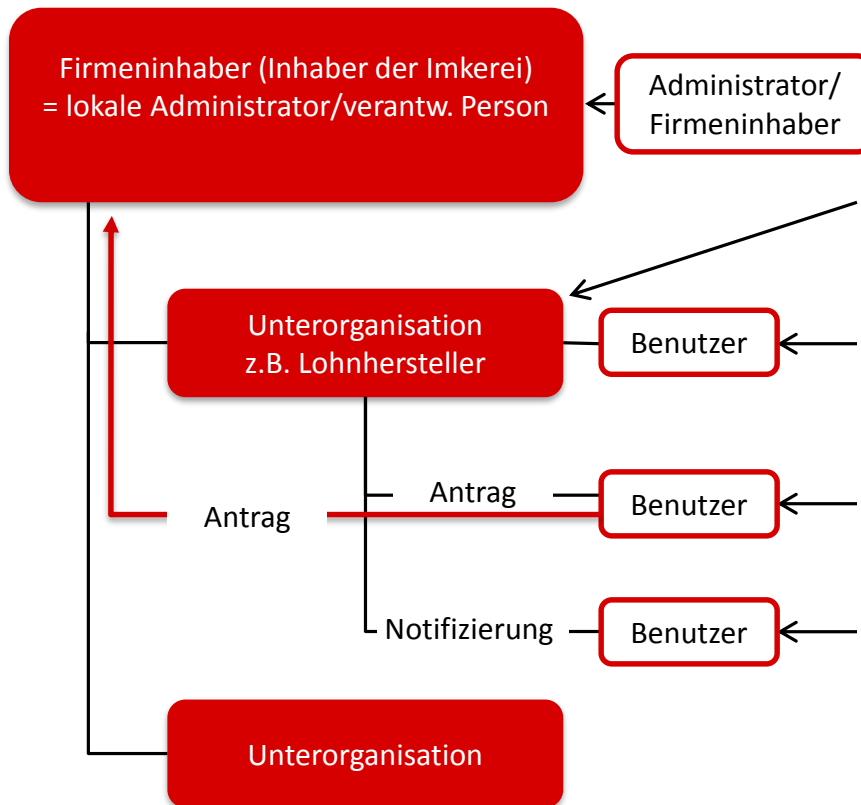 Firmeninhaber (Inhaber der Imkerei)
= lokale Administrator/verantw. Person
Administrator/
Firmeninhaber
Unterorganisation
z.B. Lohnhersteller
Benutzer
Antrag
Benutzer
Antrag
Notifizierung
Benutzer
Unterorganisation